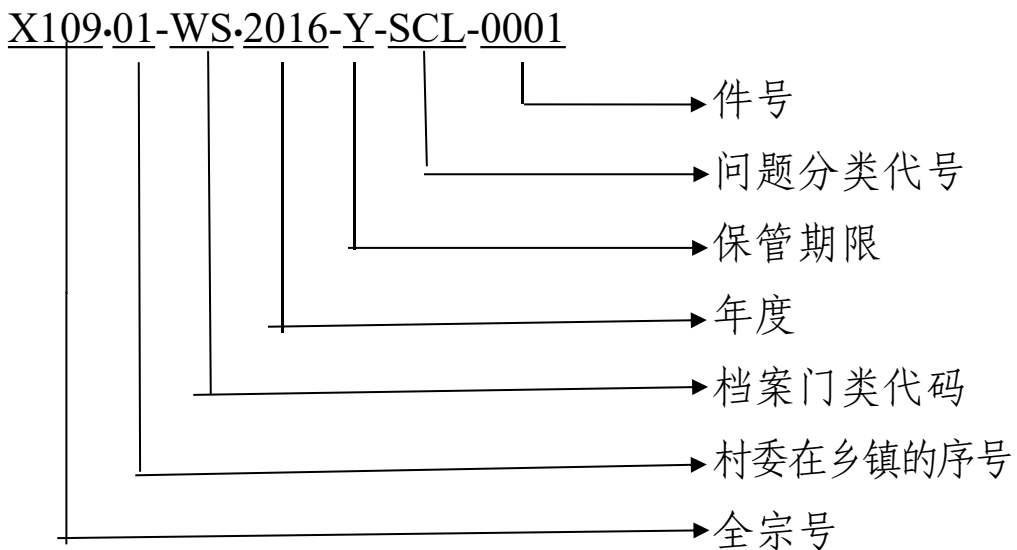 X109·01-WS·2016-Y-SCL-0001
件号
问题分类代号
保管期限
年度
档案门类代码
村委在乡镇的序号
全宗号